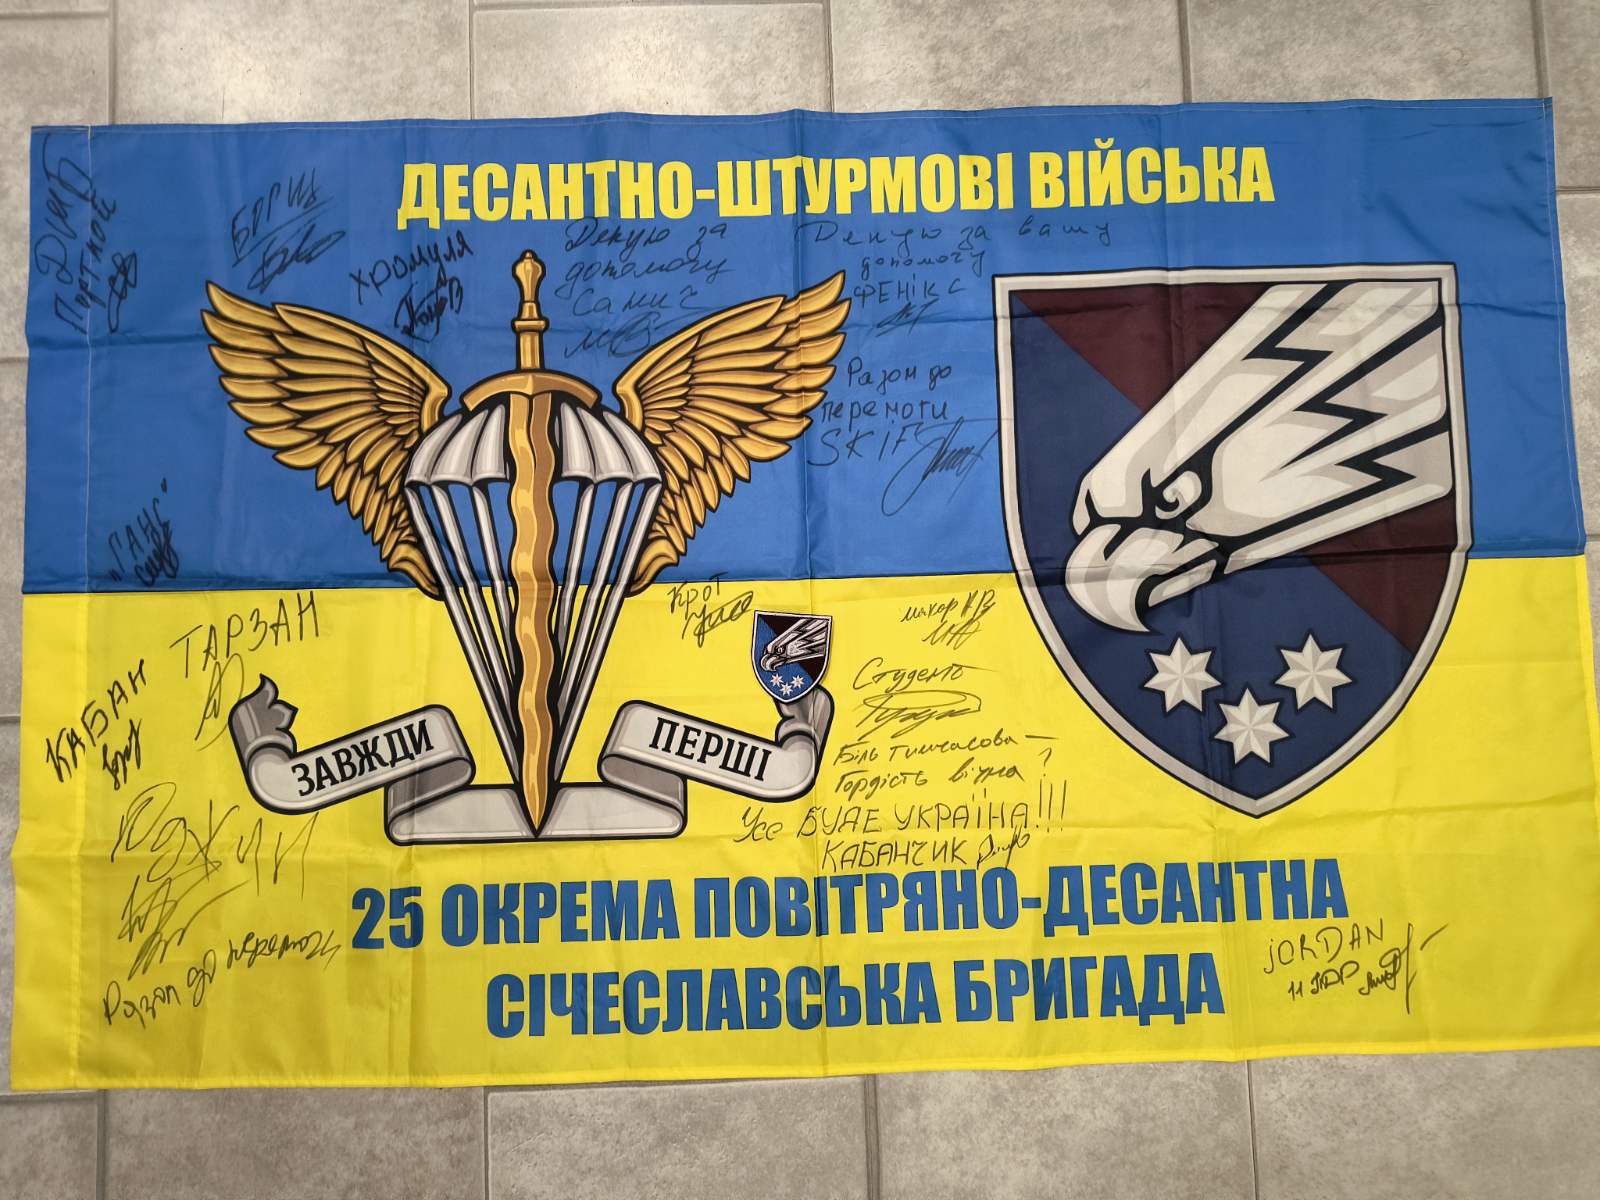 ДЕСАНТНО-ШТУРМОВІ ВІЙСЬКА
БОРЩ
Хромуля
Дякую за
допомогу
Дякую за вашу
допомогу
ФЕНІКС
Разом до
перемоги
SKIF
"ГАНС"
Крот
ТАРЗАН
КАБАН
Студент
ЗАВЖДИ
ПЕРШІ
Біль тимчасова –
Гордість вічна
Усе БУДЕ УКРАЇНА!!!
КАБАНЧИК
Разом до перемоги
25 ОКРЕМА ПОВІТРЯНО-ДЕСАНТНА
СІЧЕСЛАВСЬКА БРИГАДА
jORDAN